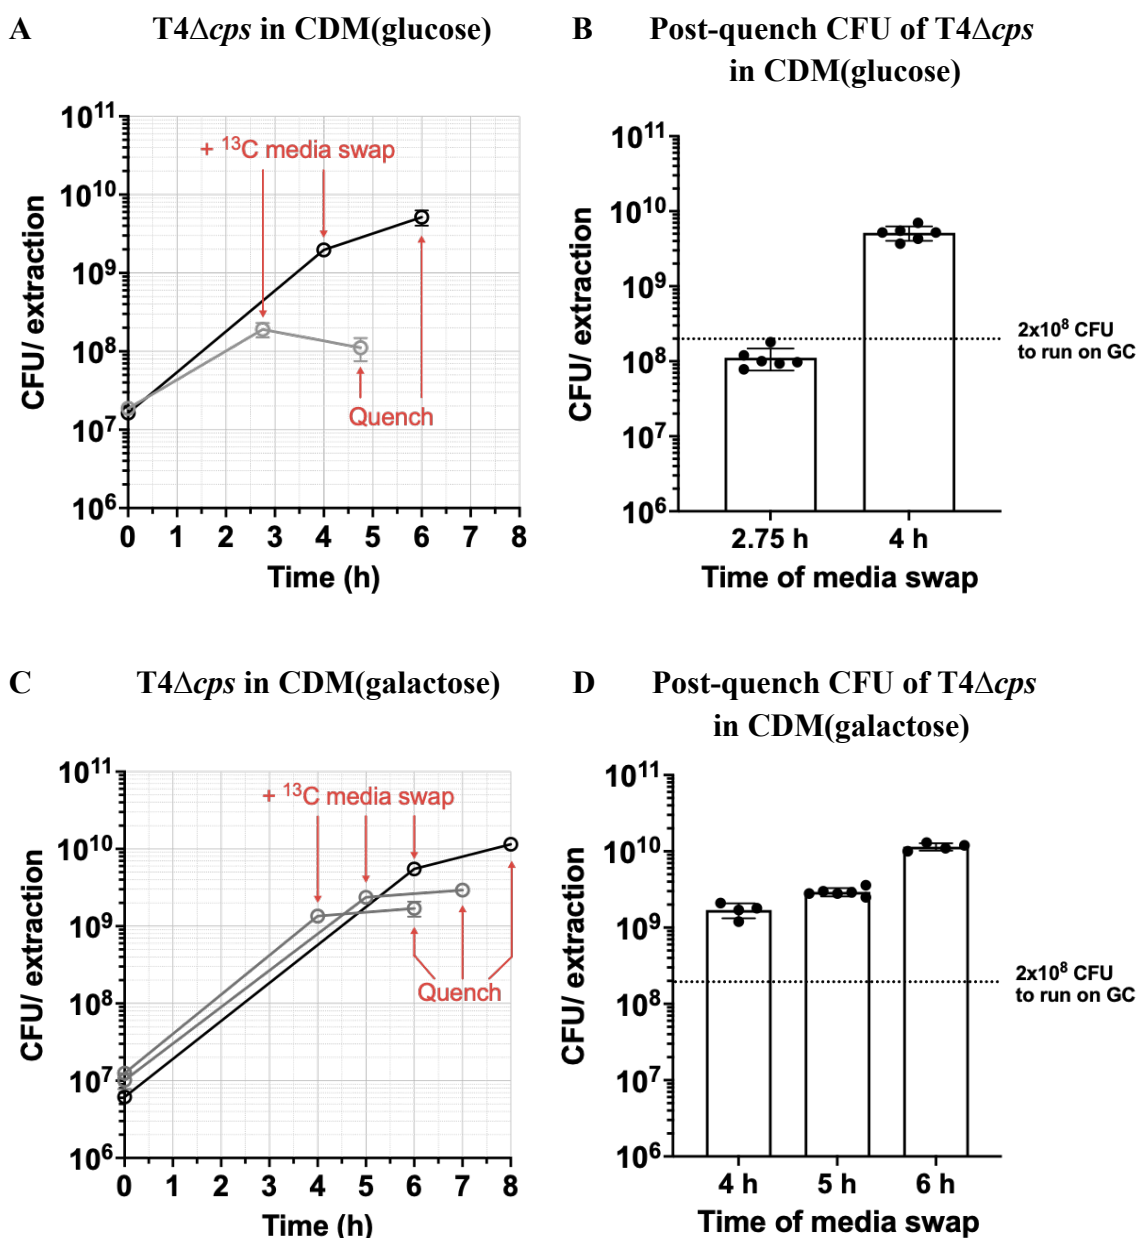 A
T4Δcps in CDM(glucose)
CFU/ extraction
10¹¹
10¹⁰
10⁹
10⁸
10⁷
10⁶
+ ¹³C media swap
Quench
0 1 2 3 4 5 6 7 8
Time (h)
B
Post-quench CFU of T4Δcps
in CDM(glucose)
CFU/ extraction
10¹¹
10¹⁰
10⁹
10⁸
10⁷
10⁶
2x10⁸ CFU
to run on GC
2.75 h 4 h
Time of media swap
C
T4Δcps in CDM(galactose)
CFU/ extraction
10¹¹
10¹⁰
10⁹
10⁸
10⁷
10⁶
+ ¹³C media swap
Quench
0 1 2 3 4 5 6 7 8
Time (h)
D
Post-quench CFU of T4Δcps
in CDM(galactose)
CFU/ extraction
10¹¹
10¹⁰
10⁹
10⁸
10⁷
10⁶
2x10⁸ CFU
to run on GC
4 h 5 h 6 h
Time of media swap